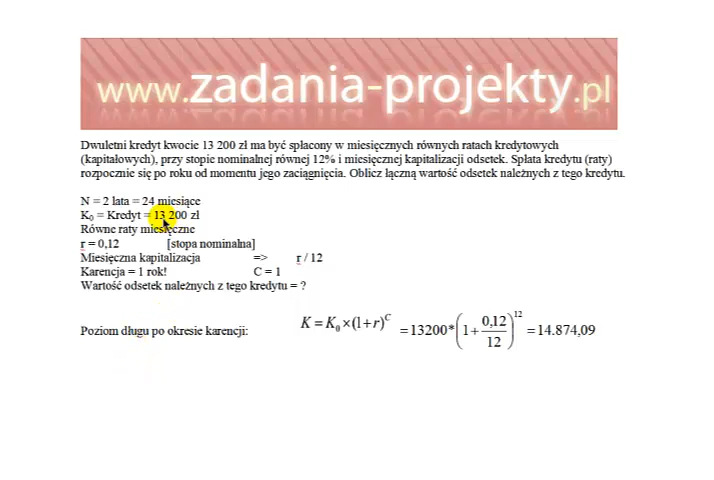 www.zadania-projekty.pl
Dwuletni kredyt kwocie 13 200 zł ma być spłacony w miesięcznych równych ratach kredytowych
(kapitałowych), przy stopie nominalnej równej 12% i miesięcznej kapitalizacji odsetek. Spłata kredytu (raty)
rozpocznie się po roku od momentu jego zaciągnięcia. Oblicz łączną wartość odsetek należnych z tego kredytu.
N = 2 lata = 24 miesiące
K₀ = Kredyt = 13 200 zł
Równe raty miesięczne
r = 0,12 [stopa nominalna]
Miesięczna kapitalizacja => r / 12
Karencja = 1 rok! C = 1
Wartość odsetek należnych z tego kredytu = ?
Poziom długu po okresie karencji: K = K₀ × (1+r)^C = 13200*(1+ 0,12/12)^12 = 14.874,09